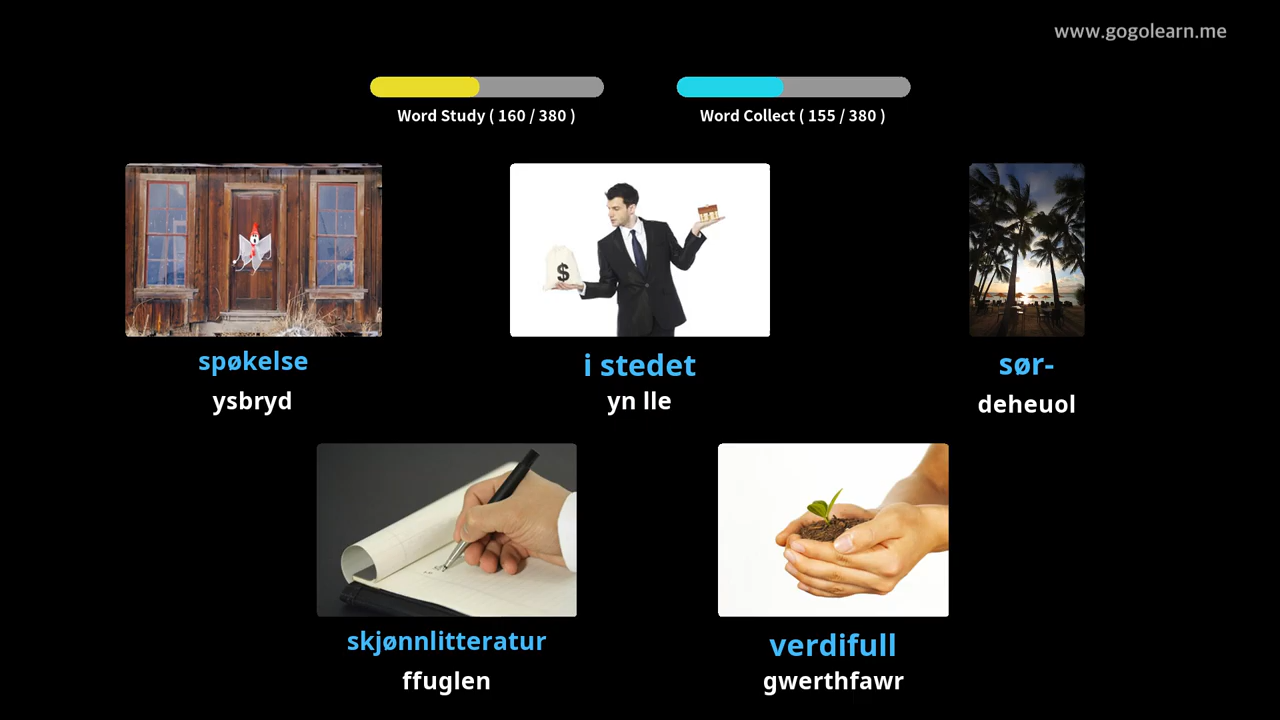 www.gogolearn.me
Word Study ( 160 / 380 )
Word Collect ( 155 / 380 )
$
spøkelse
ysbryd
i stedet
yn lle
sør-
deheuol
skjønnlitteratur
ffuglen
verdifull
gwerthfawr